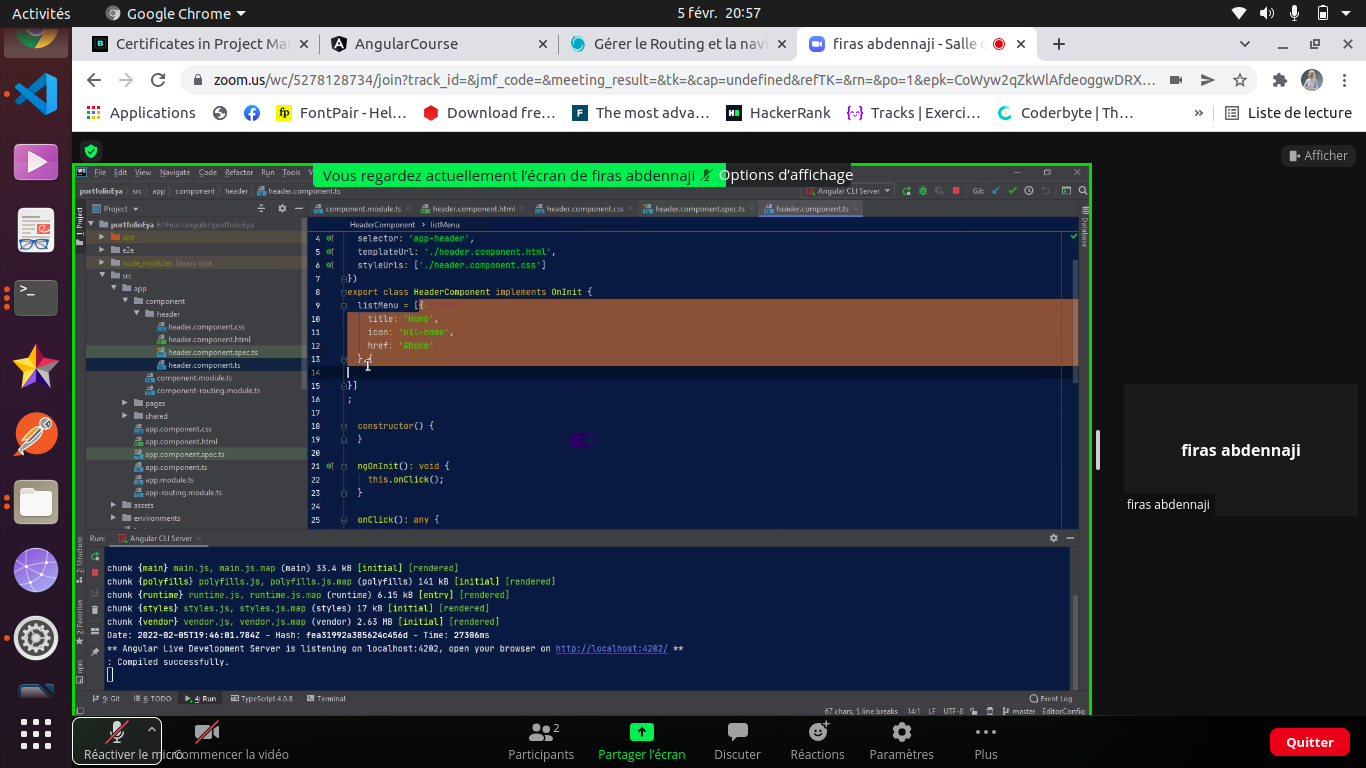 Activités
Google Chrome
5 févr. 20:57
Certificates in Project Ma
AngularCourse
Gérer le Routing et la navi
firas abdennaji - Salle
zoom.us/wc/5278128734/join?track_id=&jmf_code=&meeting_result=&tk=&cap=undefined&refTK=&rn=&po=1&epk=CoWyw2qZkWlAfdeoggwDRX…
Applications
FontPair - Hel…
Download fre…
The most adva…
HackerRank
Tracks | Exerci…
Coderbyte | Th…
»
Liste de lecture
Afficher
File Edit View Navigate Code Refactor Run Tools
Vous regardez actuellement l'écran de firas abdennaji
Options d'affichage
portfolioEya src app component header header.component.ts
Angular CLI Server
Git:
Project
component.module.ts
header.component.html
header.component.css
header.component.spec.ts
header.component.ts
HeaderComponent listMenu
1: Project
Database
portfolioEya E:\Firas\angular\portfolioEya
dist
e2e
node_modules library root
src
app
component
header
header.component.css
header.component.html
header.component.spec.ts
header.component.ts
component.module.ts
component-routing.module.ts
pages
shared
app.component.css
app.component.html
app.component.spec.ts
app.component.ts
app.module.ts
app-routing.module.ts
assets
environments
4 selector: 'app-header',
5 templateUrl: './header.component.html',
6 styleUrls: ['./header.component.css']
7 })
8 export class HeaderComponent implements OnInit {
9 listMenu = [{
10 title: 'Home',
11 icon: 'uil-home',
12 href: '#home'
13 },{
14
15 }]
16 ;
17
18 constructor() {
19 }
20
21 ngOnInit(): void {
22 this.onClick();
23 }
24
25 onClick(): any {
Run: Angular CLI Server
chunk {main} main.js, main.js.map (main) 33.4 kB [initial] [rendered]
chunk {polyfills} polyfills.js, polyfills.js.map (polyfills) 141 kB [initial] [rendered]
chunk {runtime} runtime.js, runtime.js.map (runtime) 6.15 kB [entry] [rendered]
chunk {styles} styles.js, styles.js.map (styles) 17 kB [initial] [rendered]
chunk {vendor} vendor.js, vendor.js.map (vendor) 2.63 MB [initial] [rendered]
Date: 2022-02-05T19:46:01.784Z - Hash: fea31992a385624c456d - Time: 27306ms
** Angular Live Development Server is listening on localhost:4202, open your browser on http://localhost:4202/ **
: Compiled successfully.
Z: Structure
2: Favorites
npm
9: Git
6: TODO
4: Run
TypeScript 4.0.8
Terminal
Event Log
67 chars, 5 line breaks 14:1 LF UTF-8 master EditorConfig
firas abdennaji
firas abdennaji
Réactiver le micro
Commencer la vidéo
Participants
2
Partager l'écran
Discuter
Réactions
Paramètres
Plus
Quitter